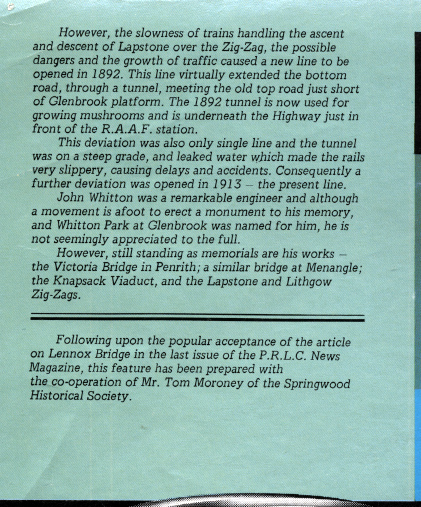 However, the slowness of trains handling the ascent
and descent of Lapstone over the Zig-Zag, the possible
dangers and the growth of traffic caused a new line to be
opened in 1892. This line virtually extended the bottom
road, through a tunnel, meeting the old top road just short
of Glenbrook platform. The 1892 tunnel is now used for
growing mushrooms and is underneath the Highway just in
front of the R.A.A.F. station.
This deviation was also only single line and the tunnel
was on a steep grade, and leaked water which made the rails
very slippery, causing delays and accidents. Consequently a
further deviation was opened in 1913 — the present line.
John Whitton was a remarkable engineer and although
a movement is afoot to erect a monument to his memory,
and Whitton Park at Glenbrook was named for him, he is
not seemingly appreciated to the full.
However, still standing as memorials are his works —
the Victoria Bridge in Penrith; a similar bridge at Menangle;
the Knapsack Viaduct, and the Lapstone and Lithgow
Zig-Zags.
Following upon the popular acceptance of the article
on Lennox Bridge in the last issue of the P.R.L.C. News
Magazine, this feature has been prepared with
the co-operation of Mr. Tom Moroney of the Springwood
Historical Society.